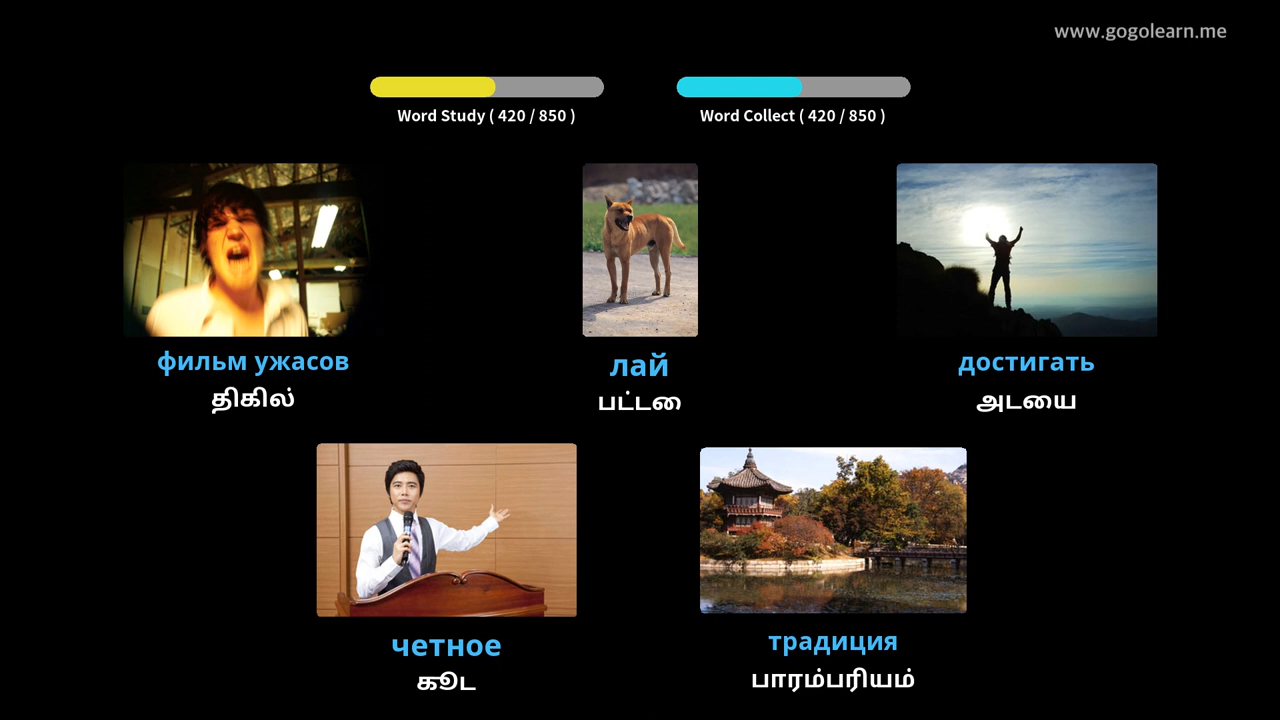 www.gogolearn.me
Word Study ( 420 / 850 )
Word Collect ( 420 / 850 )
фильм ужасов
திகில்
лай
பட்டை
достигать
அடயை
четное
கூட
традиция
பாரம்பரியம்